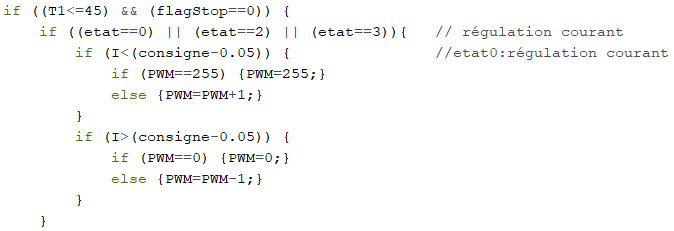 if ((T1<=45) && (flagStop==0)) {
    if ((etat==0) || (etat==2) || (etat==3)){   // régulation courant
        if (I<(consigne-0.05)) {                //etat0:régulation courant
            if (PWM==255) {PWM=255;}
            else {PWM=PWM+1;}
        }
        if (I>(consigne-0.05)) {
            if (PWM==0) {PWM=0;}
            else {PWM=PWM-1;}
        }
    }